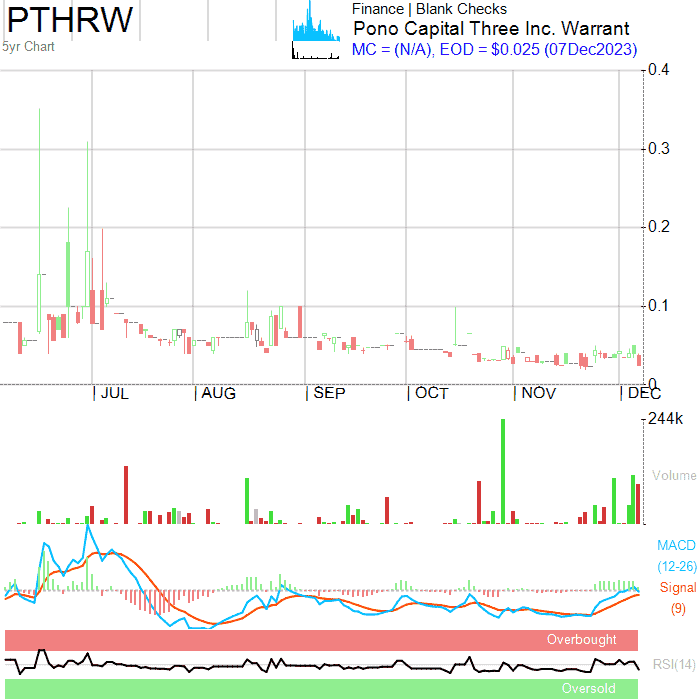 PTHRW
5yr Chart
Finance | Blank Checks
Pono Capital Three Inc. Warrant
MC = (N/A), EOD = $0.025 (07Dec2023)
0.4
0.3
0.2
0.1
0
JUL AUG SEP OCT NOV DEC
244k
Volume
MACD
(12-26)
Signal
(9)
Overbought
RSI(14)
Oversold